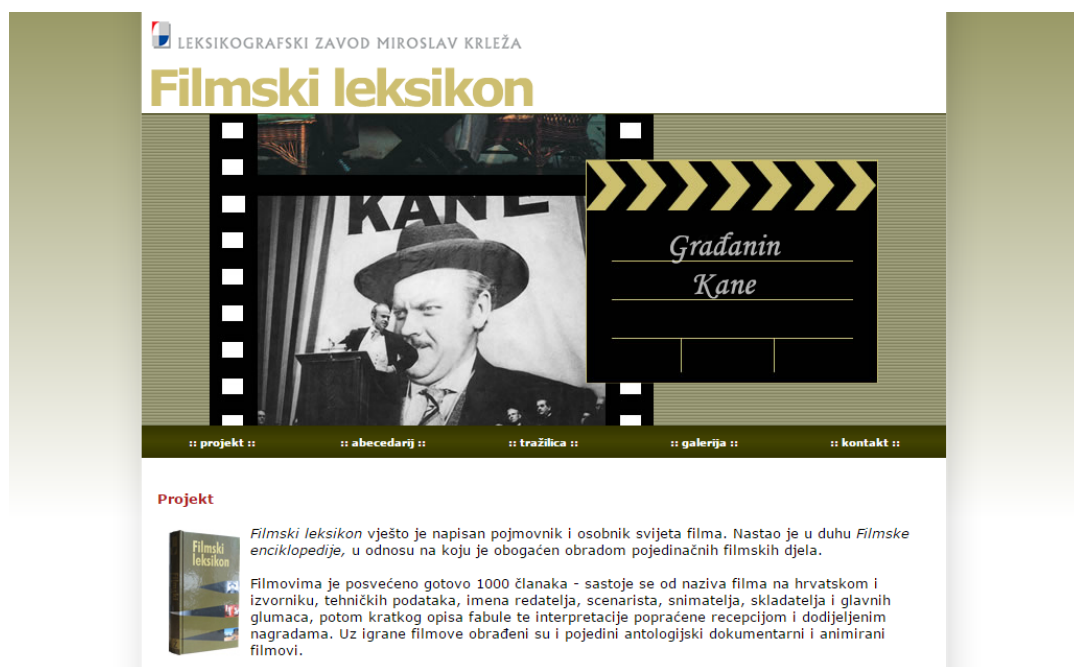 LEKSIKOGRAFSKI ZAVOD MIROSLAV KRLEŽA
Filmski leksikon
KANE
Građanin
Kane
:: projekt :: :: abecedarij :: :: tražilica :: :: galerija :: :: kontakt ::
Projekt
Filmski
leksikon
Filmski leksikon vješto je napisan pojmovnik i osobnik svijeta filma. Nastao je u duhu Filmske
enciklopedije, u odnosu na koju je obogaćen obradom pojedinačnih filmskih djela.
Filmovima je posvećeno gotovo 1000 članaka - sastoje se od naziva filma na hrvatskom i
izvorniku, tehničkih podataka, imena redatelja, scenarista, snimatelja, skladatelja i glavnih
glumaca, potom kratkog opisa fabule te interpretacije popraćene recepcijom i dodijeljenim
nagradama. Uz igrane filmove obrađeni su i pojedini antologijski dokumentarni i animirani
filmovi.